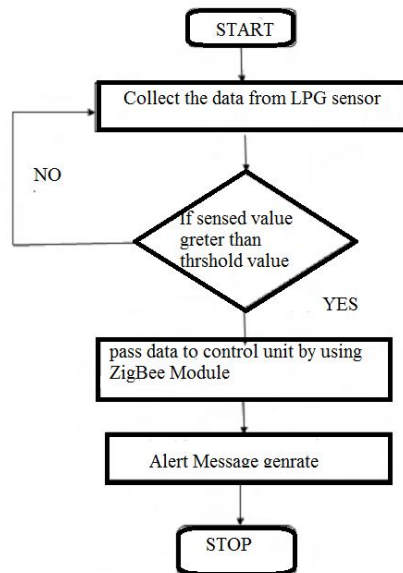 START
Collect the data from LPG sensor
NO
If sensed value
greter than
thrshold value
YES
pass data to control unit by using
ZigBee Module
Alert Message genrate
STOP